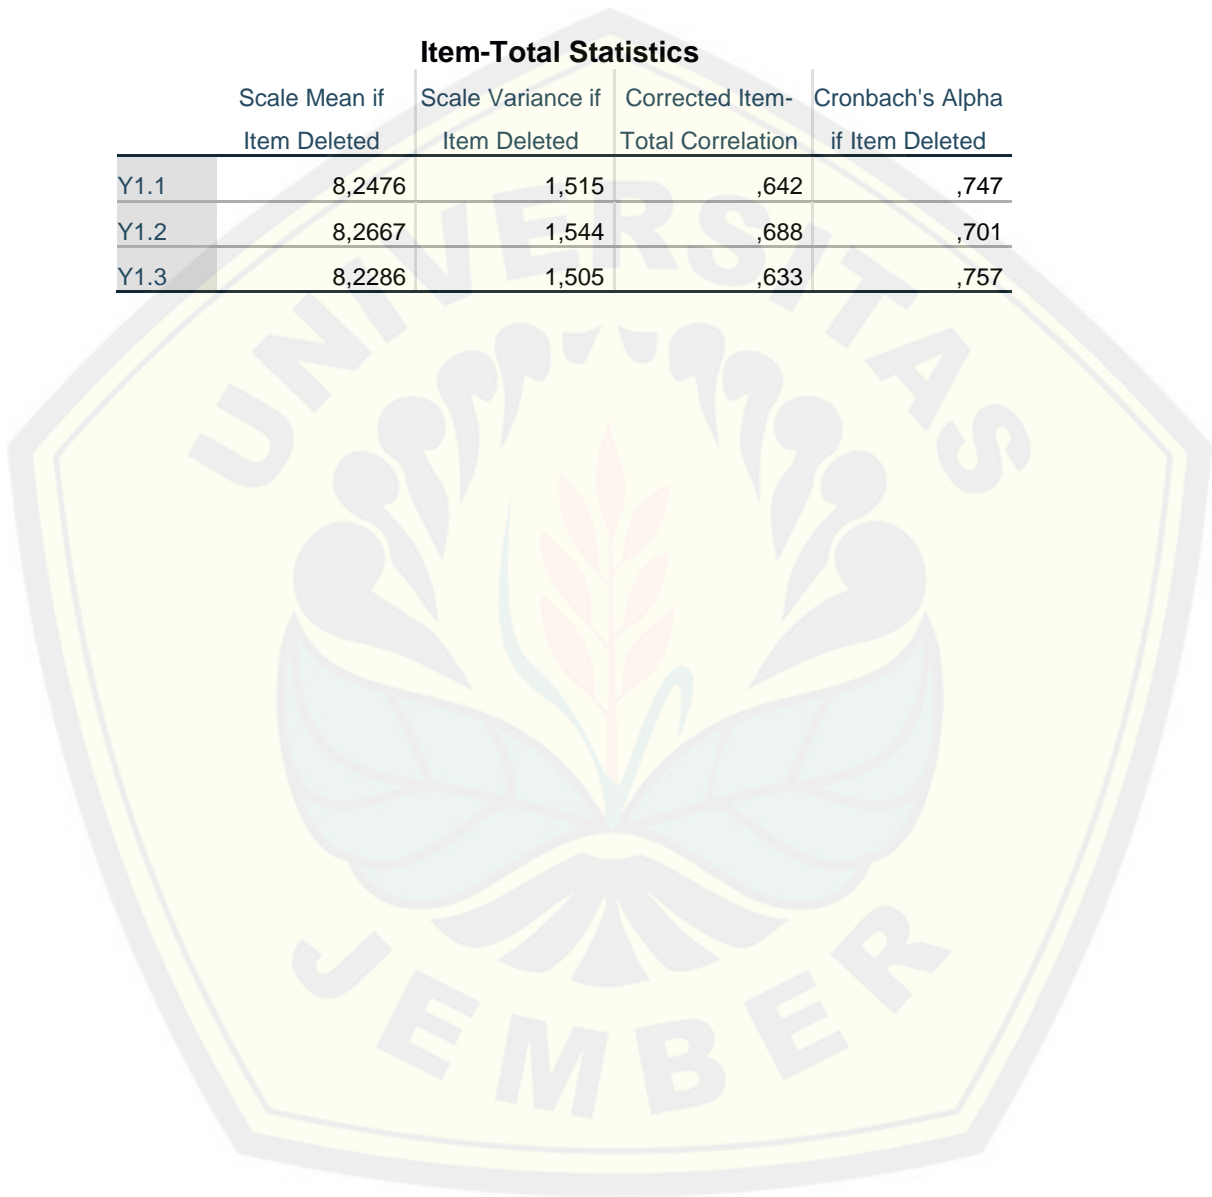 Item-Total Statistics
Scale Mean if Item Deleted Scale Variance if Item Deleted Corrected Item-Total Correlation Cronbach's Alpha if Item Deleted
Y1.1 8,2476 1,515 ,642 ,747
Y1.2 8,2667 1,544 ,688 ,701
Y1.3 8,2286 1,505 ,633 ,757
UNIVERSITAS
JEMBER